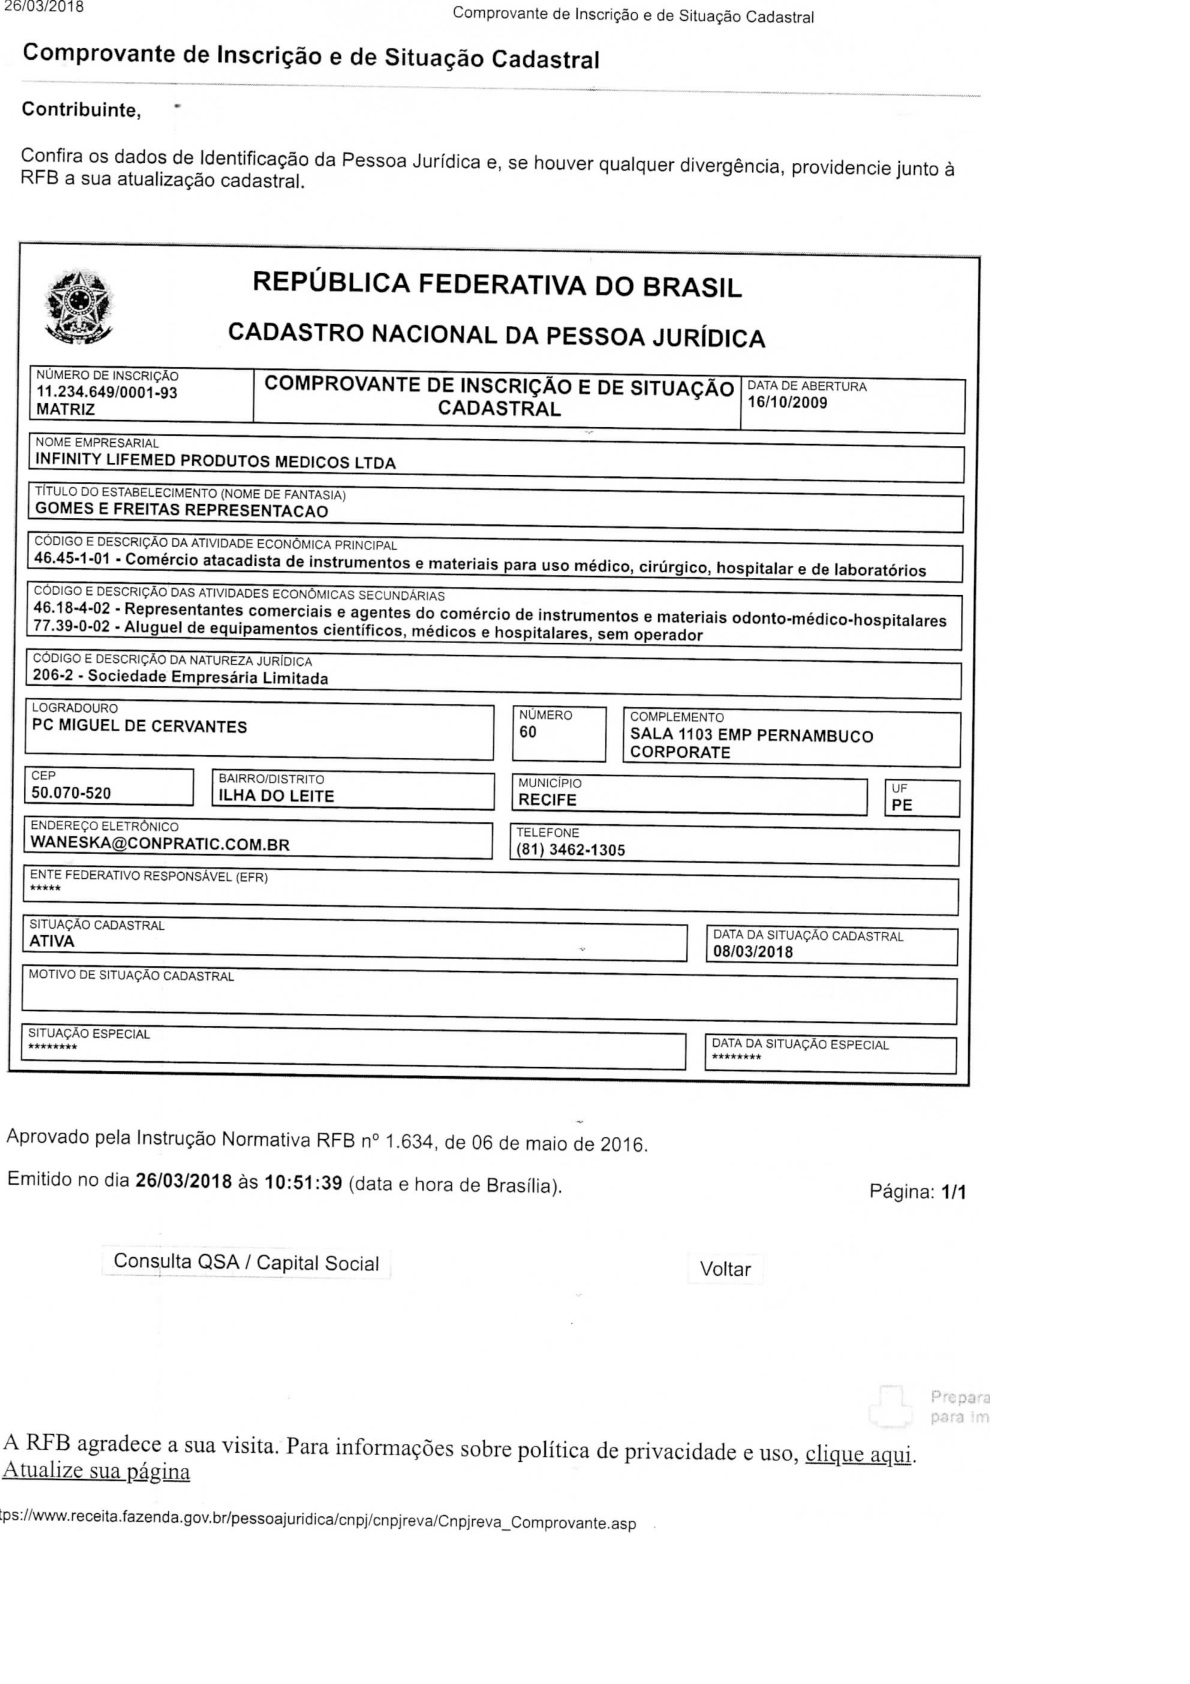 26/03/2018
Comprovante de Inscrição e de Situação Cadastral
Comprovante de Inscrição e de Situação Cadastral
Contribuinte,
Confira os dados de Identificação da Pessoa Jurídica e, se houver qualquer divergência, providencie junto à
RFB a sua atualização cadastral.
REPÚBLICA FEDERATIVA DO BRASIL
CADASTRO NACIONAL DA PESSOA JURÍDICA
NÚMERO DE INSCRIÇÃO
11.234.649/0001-93
MATRIZ
COMPROVANTE DE INSCRIÇÃO E DE SITUAÇÃO
CADASTRAL
DATA DE ABERTURA
16/10/2009
NOME EMPRESARIAL
INFINITY LIFEMED PRODUTOS MEDICOS LTDA
TÍTULO DO ESTABELECIMENTO (NOME DE FANTASIA)
GOMES E FREITAS REPRESENTACAO
CÓDIGO E DESCRIÇÃO DA ATIVIDADE ECONÔMICA PRINCIPAL
46.45-1-01 - Comércio atacadista de instrumentos e materiais para uso médico, cirúrgico, hospitalar e de laboratórios
CÓDIGO E DESCRIÇÃO DAS ATIVIDADES ECONÔMICAS SECUNDÁRIAS
46.18-4-02 - Representantes comerciais e agentes do comércio de instrumentos e materiais odonto-médico-hospitalares
77.39-0-02 - Aluguel de equipamentos científicos, médicos e hospitalares, sem operador
CÓDIGO E DESCRIÇÃO DA NATUREZA JURÍDICA
206-2 - Sociedade Empresária Limitada
LOGRADOURO
PC MIGUEL DE CERVANTES
NÚMERO
60
COMPLEMENTO
SALA 1103 EMP PERNAMBUCO
CORPORATE
CEP
50.070-520
BAIRRO/DISTRITO
ILHA DO LEITE
MUNICÍPIO
RECIFE
UF
PE
ENDEREÇO ELETRÔNICO
WANESKA@CONPRATIC.COM.BR
TELEFONE
(81) 3462-1305
ENTE FEDERATIVO RESPONSÁVEL (EFR)
*****
SITUAÇÃO CADASTRAL
ATIVA
DATA DA SITUAÇÃO CADASTRAL
08/03/2018
MOTIVO DE SITUAÇÃO CADASTRAL
SITUAÇÃO ESPECIAL
********
DATA DA SITUAÇÃO ESPECIAL
********
Aprovado pela Instrução Normativa RFB nº 1.634, de 06 de maio de 2016.
Emitido no dia 26/03/2018 às 10:51:39 (data e hora de Brasília).
Página: 1/1
Consulta QSA / Capital Social
Voltar
Prepara
para Im
A RFB agradece a sua visita. Para informações sobre política de privacidade e uso, clique aqui.
Atualize sua página
tps://www.receita.fazenda.gov.br/pessoajuridica/cnpj/cnpjreva/Cnpjreva_Comprovante.asp